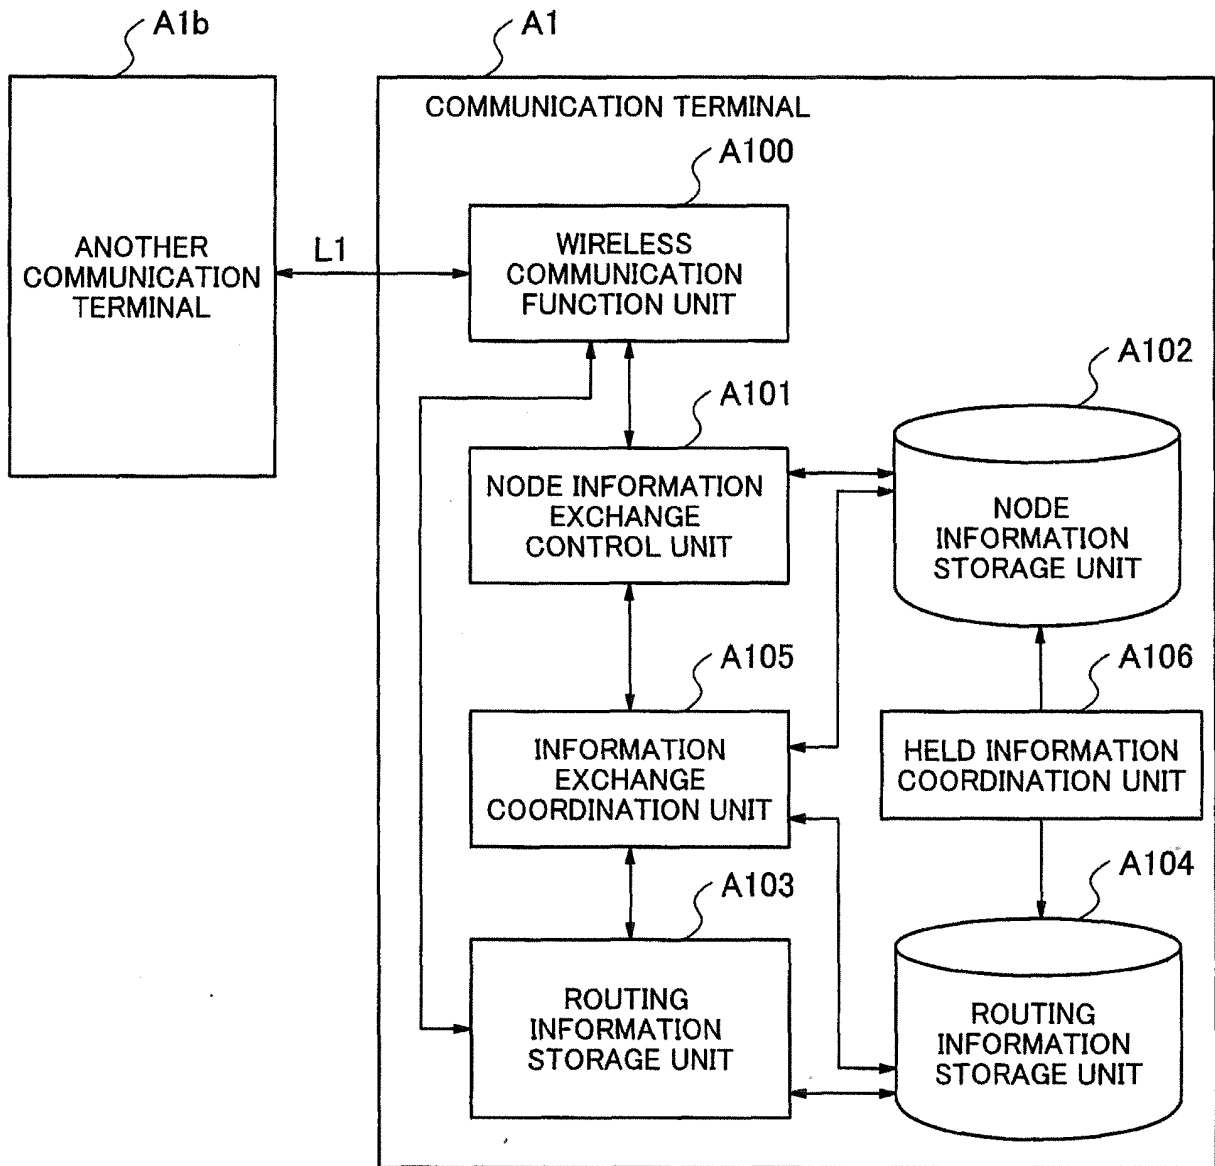 A1b
A1
COMMUNICATION TERMINAL
A100
ANOTHER
COMMUNICATION
TERMINAL
L1
WIRELESS
COMMUNICATION
FUNCTION UNIT
A102
A101
NODE INFORMATION
EXCHANGE
CONTROL UNIT
NODE
INFORMATION
STORAGE UNIT
A105
A106
INFORMATION
EXCHANGE
COORDINATION UNIT
HELD INFORMATION
COORDINATION UNIT
A103
A104
ROUTING
INFORMATION
STORAGE UNIT
ROUTING
INFORMATION
STORAGE UNIT